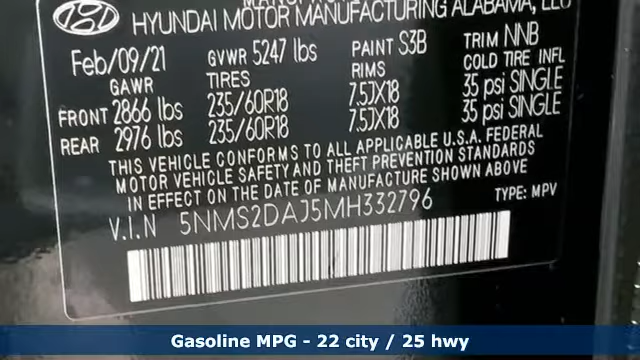 HYUNDAI MOTOR MANUFACTURING ALABAMA, LLC
Feb/09/21 GVWR 5247 lbs PAINT S3B TRIM NNB
GAWR TIRES RIMS COLD TIRE INFL
FRONT 2866 lbs 235/60R18 7.5JX18 35 psi SINGLE
REAR 2976 lbs 235/60R18 7.5JX18 35 psi SINGLE
THIS VEHICLE CONFORMS TO ALL APPLICABLE U.S.A. FEDERAL
MOTOR VEHICLE SAFETY AND THEFT PREVENTION STANDARDS
IN EFFECT ON THE DATE OF MANUFACTURE SHOWN ABOVE
V.I.N 5NMS2DAJ5MH332796 TYPE: MPV
Gasoline MPG - 22 city / 25 hwy